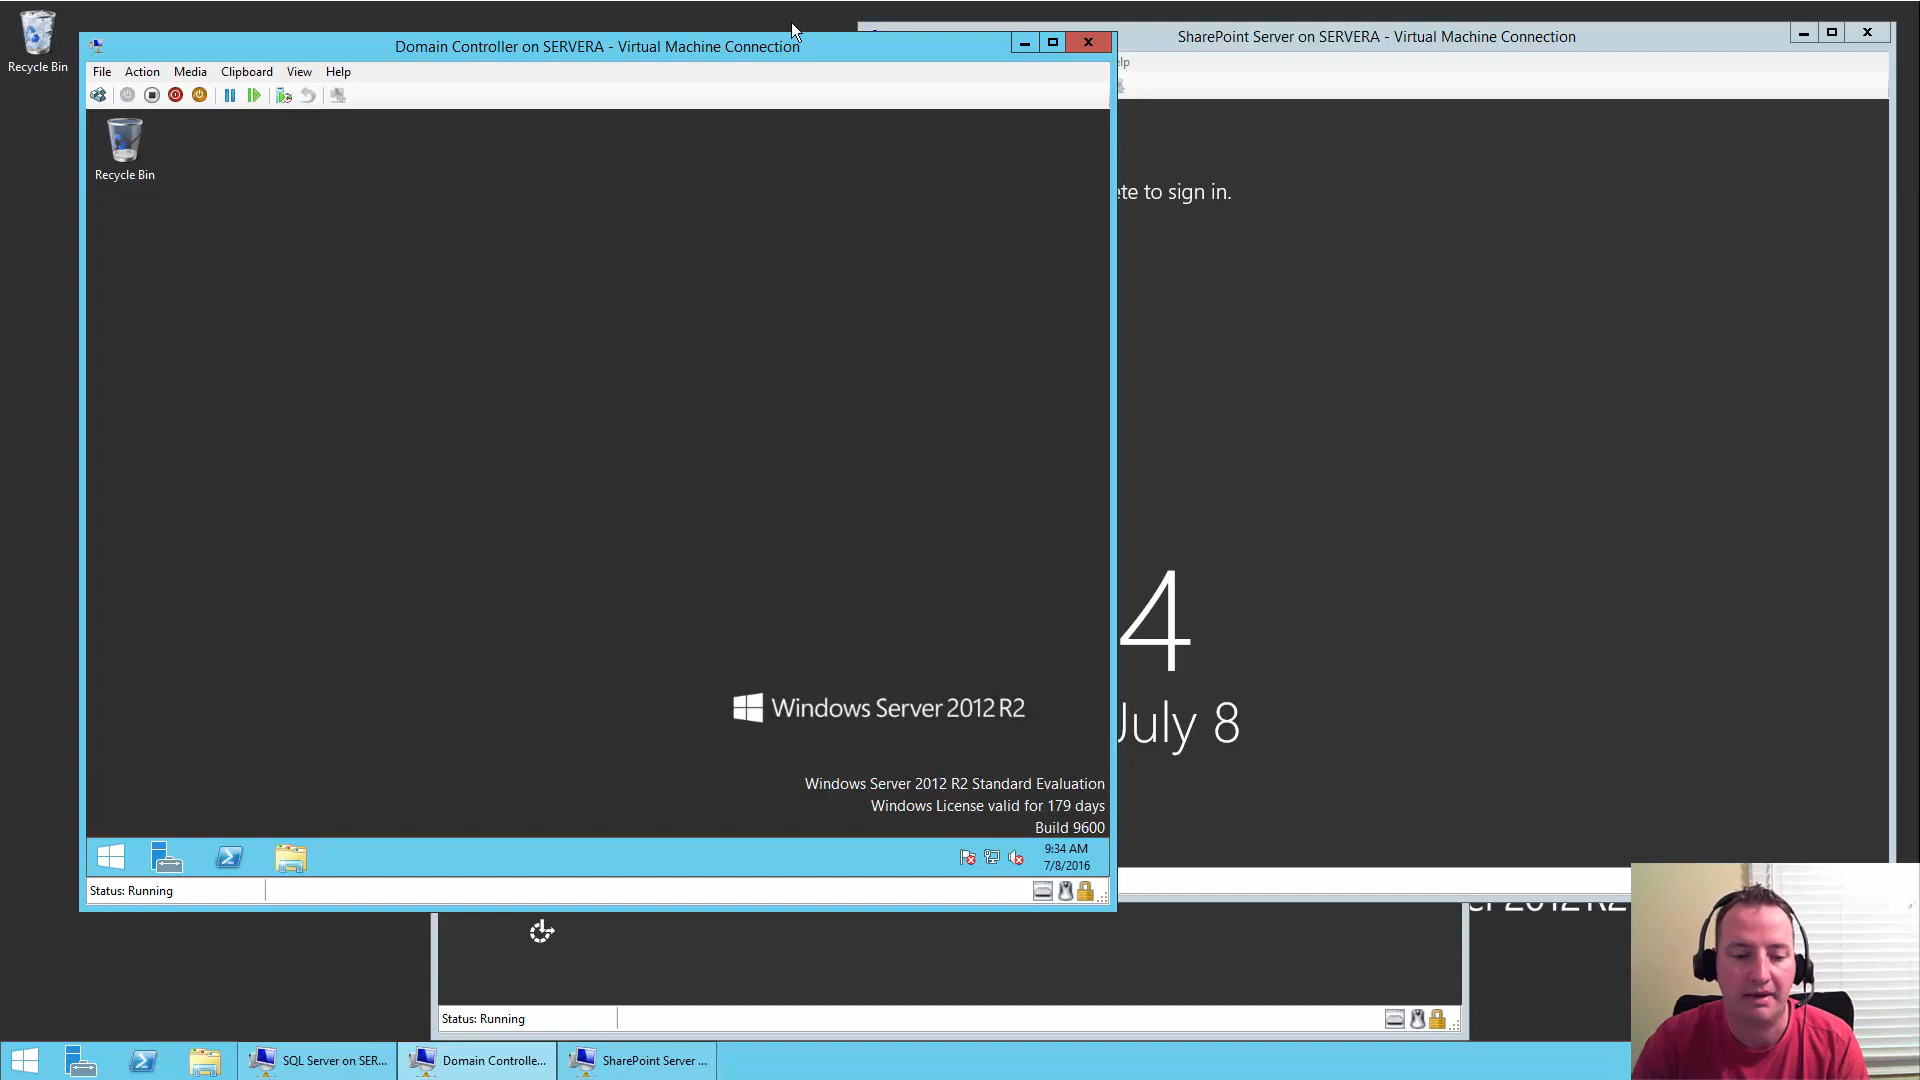 Recycle Bin
Domain Controller on SERVERA - Virtual Machine Connection
File Action Media Clipboard View Help
Recycle Bin
Windows Server 2012 R2
Windows Server 2012 R2 Standard Evaluation
Windows License valid for 179 days
Build 9600
9:34 AM
7/8/2016
Status: Running
SharePoint Server on SERVERA - Virtual Machine Connection
elp
ete to sign in.
4
July 8
Status: Running
SQL Server on SER...
Domain Controlle...
SharePoint Server ...